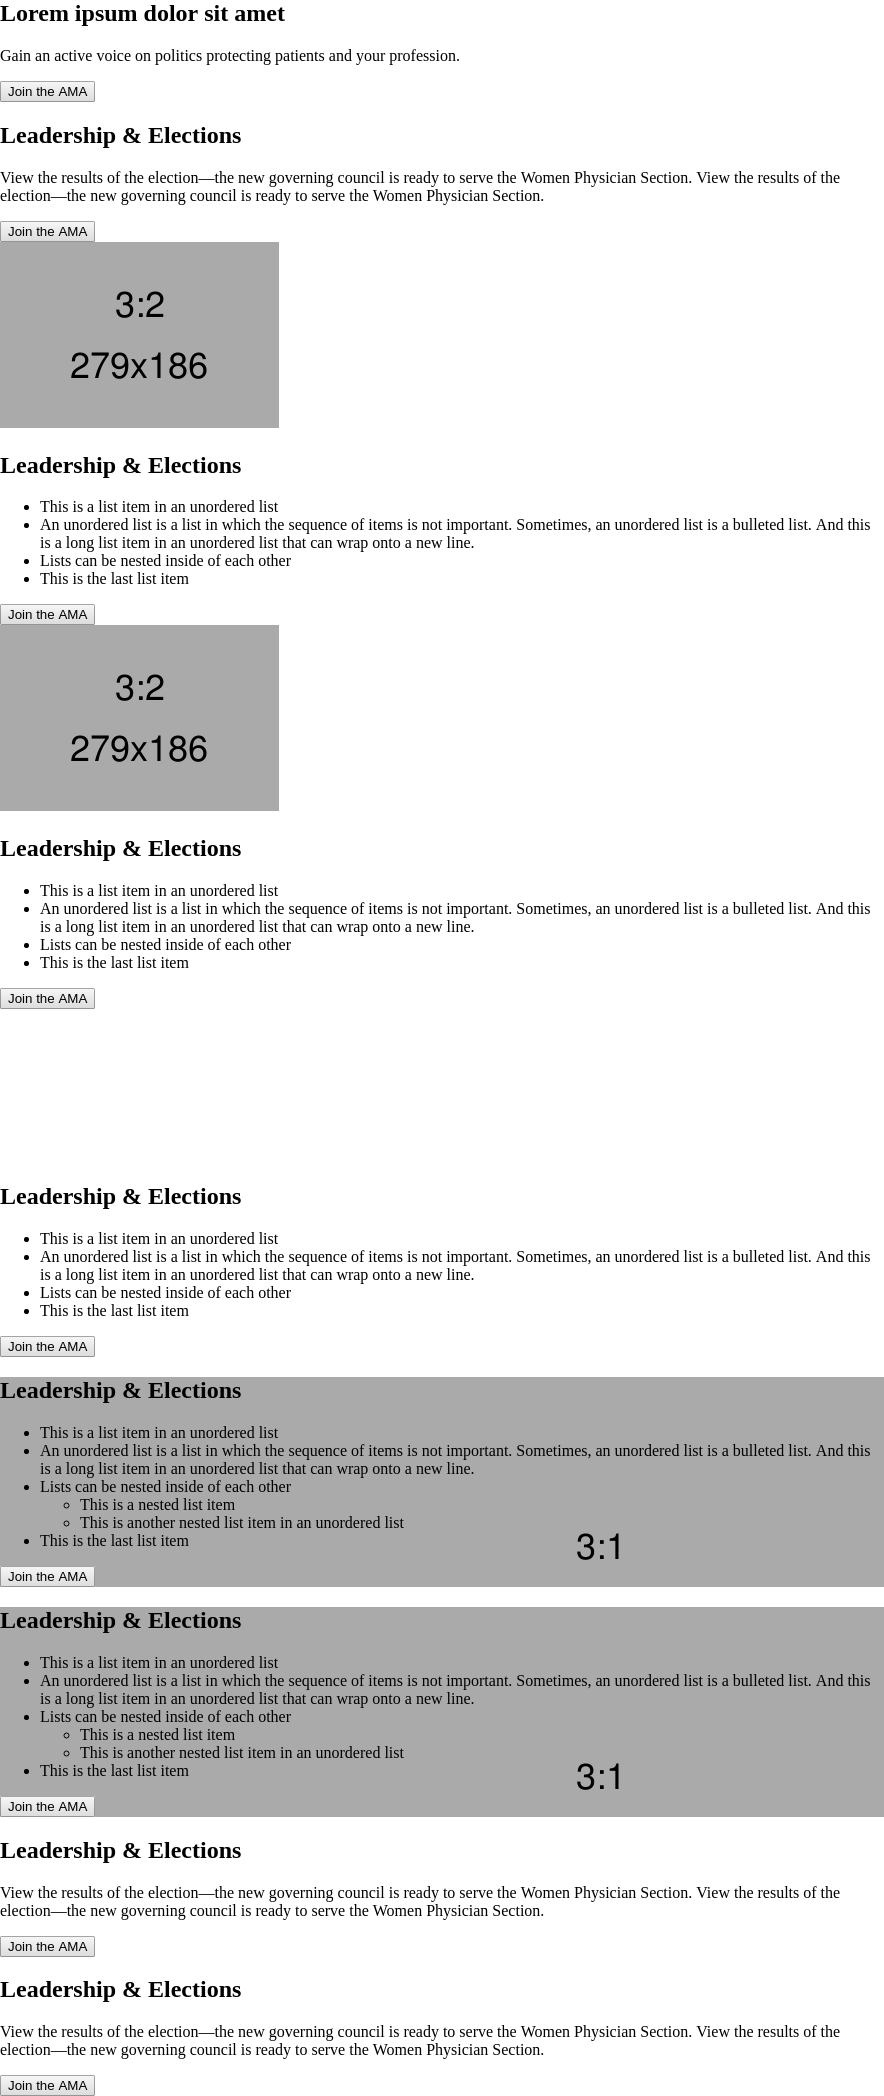 Lorem ipsum dolor sit amet
Gain an active voice on politics protecting patients and your profession.
Join the AMA
Leadership & Elections
View the results of the election—the new governing council is ready to serve the Women Physician Section. View the results of the
election—the new governing council is ready to serve the Women Physician Section.
Join the AMA
3:2
279x186
Leadership & Elections
This is a list item in an unordered list
An unordered list is a list in which the sequence of items is not important. Sometimes, an unordered list is a bulleted list. And this
is a long list item in an unordered list that can wrap onto a new line.
Lists can be nested inside of each other
This is the last list item
Join the AMA
3:2
279x186
Leadership & Elections
This is a list item in an unordered list
An unordered list is a list in which the sequence of items is not important. Sometimes, an unordered list is a bulleted list. And this
is a long list item in an unordered list that can wrap onto a new line.
Lists can be nested inside of each other
This is the last list item
Join the AMA
Leadership & Elections
This is a list item in an unordered list
An unordered list is a list in which the sequence of items is not important. Sometimes, an unordered list is a bulleted list. And this
is a long list item in an unordered list that can wrap onto a new line.
Lists can be nested inside of each other
This is the last list item
Join the AMA
Leadership & Elections
This is a list item in an unordered list
An unordered list is a list in which the sequence of items is not important. Sometimes, an unordered list is a bulleted list. And this
is a long list item in an unordered list that can wrap onto a new line.
Lists can be nested inside of each other
This is a nested list item
This is another nested list item in an unordered list
This is the last list item
3:1
Join the AMA
Leadership & Elections
This is a list item in an unordered list
An unordered list is a list in which the sequence of items is not important. Sometimes, an unordered list is a bulleted list. And this
is a long list item in an unordered list that can wrap onto a new line.
Lists can be nested inside of each other
This is a nested list item
This is another nested list item in an unordered list
This is the last list item
3:1
Join the AMA
Leadership & Elections
View the results of the election—the new governing council is ready to serve the Women Physician Section. View the results of the
election—the new governing council is ready to serve the Women Physician Section.
Join the AMA
Leadership & Elections
View the results of the election—the new governing council is ready to serve the Women Physician Section. View the results of the
election—the new governing council is ready to serve the Women Physician Section.
Join the AMA